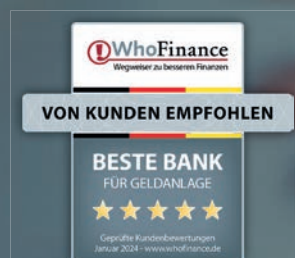 WhoFinance
Wegweiser zu besseren Finanzen
VON KUNDEN EMPFOHLEN
BESTE BANK
FÜR GELDANLAGE
Geprüfte Kundenbewertungen
Januar 2024 - www.whofinance.de